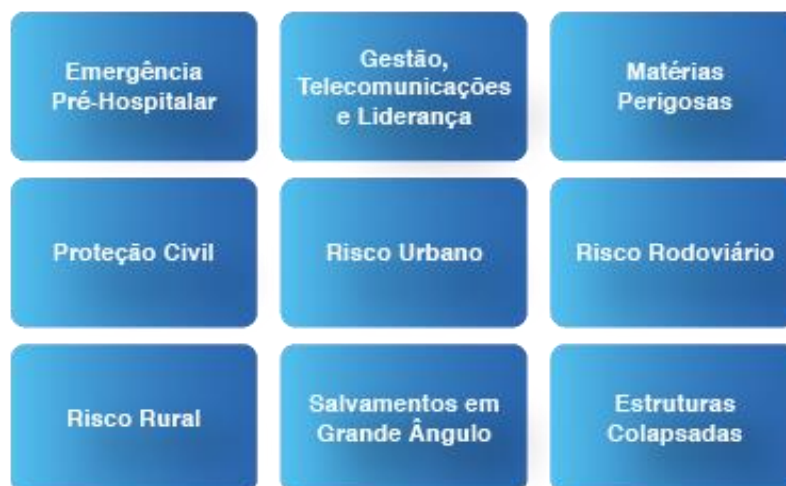 Emergência
Pré-Hospitalar
Gestão,
Telecomunicações
e Liderança
Matérias
Perigosas
Proteção Civil
Risco Urbano
Risco Rodoviário
Risco Rural
Salvamentos em
Grande Ângulo
Estruturas
Colapsadas